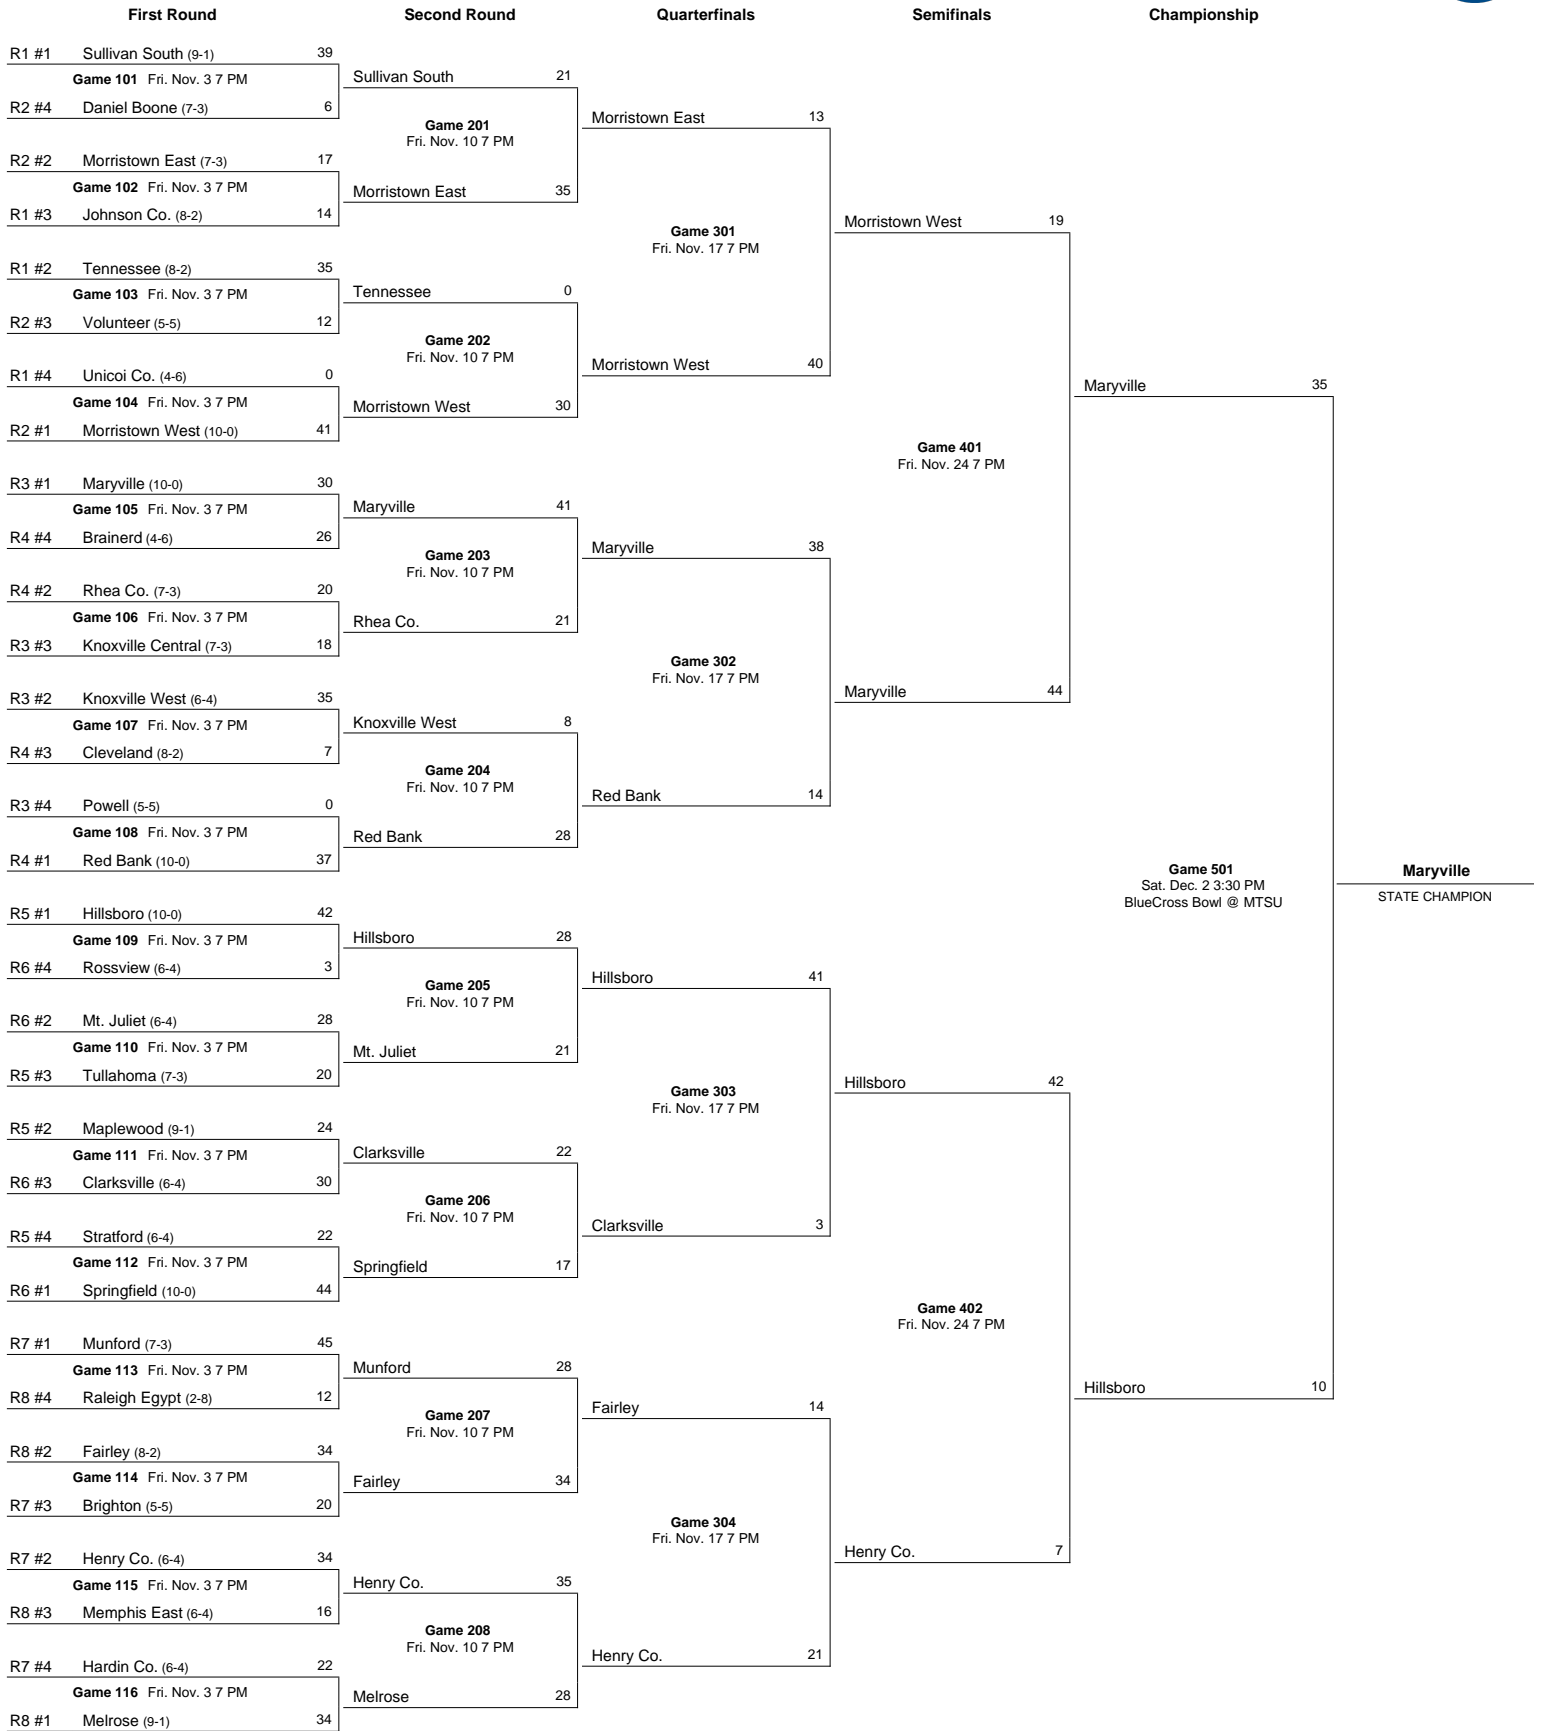 First Round Second Round Quarterfinals Semifinals Championship
R1 #1 Sullivan South (9-1) 39
Game 101 Fri. Nov. 3 7 PM
R2 #4 Daniel Boone (7-3) 6
R2 #2 Morristown East (7-3) 17
Game 102 Fri. Nov. 3 7 PM
R1 #3 Johnson Co. (8-2) 14
R1 #2 Tennessee (8-2) 35
Game 103 Fri. Nov. 3 7 PM
R2 #3 Volunteer (5-5) 12
R1 #4 Unicoi Co. (4-6) 0
Game 104 Fri. Nov. 3 7 PM
R2 #1 Morristown West (10-0) 41
R3 #1 Maryville (10-0) 30
Game 105 Fri. Nov. 3 7 PM
R4 #4 Brainerd (4-6) 26
R4 #2 Rhea Co. (7-3) 20
Game 106 Fri. Nov. 3 7 PM
R3 #3 Knoxville Central (7-3) 18
R3 #2 Knoxville West (6-4) 35
Game 107 Fri. Nov. 3 7 PM
R4 #3 Cleveland (8-2) 7
R3 #4 Powell (5-5) 0
Game 108 Fri. Nov. 3 7 PM
R4 #1 Red Bank (10-0) 37
R5 #1 Hillsboro (10-0) 42
Game 109 Fri. Nov. 3 7 PM
R6 #4 Rossview (6-4) 3
R6 #2 Mt. Juliet (6-4) 28
Game 110 Fri. Nov. 3 7 PM
R5 #3 Tullahoma (7-3) 20
R5 #2 Maplewood (9-1) 24
Game 111 Fri. Nov. 3 7 PM
R6 #3 Clarksville (6-4) 30
R5 #4 Stratford (6-4) 22
Game 112 Fri. Nov. 3 7 PM
R6 #1 Springfield (10-0) 44
R7 #1 Munford (7-3) 45
Game 113 Fri. Nov. 3 7 PM
R8 #4 Raleigh Egypt (2-8) 12
R8 #2 Fairley (8-2) 34
Game 114 Fri. Nov. 3 7 PM
R7 #3 Brighton (5-5) 20
R7 #2 Henry Co. (6-4) 34
Game 115 Fri. Nov. 3 7 PM
R8 #3 Memphis East (6-4) 16
R7 #4 Hardin Co. (6-4) 22
Game 116 Fri. Nov. 3 7 PM
R8 #1 Melrose (9-1) 34
Sullivan South 21
Game 201
Fri. Nov. 10 7 PM
Morristown East 35
Tennessee 0
Game 202
Fri. Nov. 10 7 PM
Morristown West 30
Maryville 41
Game 203
Fri. Nov. 10 7 PM
Rhea Co. 21
Knoxville West 8
Game 204
Fri. Nov. 10 7 PM
Red Bank 28
Hillsboro 28
Game 205
Fri. Nov. 10 7 PM
Mt. Juliet 21
Clarksville 22
Game 206
Fri. Nov. 10 7 PM
Springfield 17
Munford 28
Game 207
Fri. Nov. 10 7 PM
Fairley 34
Henry Co. 35
Game 208
Fri. Nov. 10 7 PM
Melrose 28
Morristown East 13
Game 301
Fri. Nov. 17 7 PM
Morristown West 40
Maryville 38
Game 302
Fri. Nov. 17 7 PM
Red Bank 14
Hillsboro 41
Game 303
Fri. Nov. 17 7 PM
Clarksville 3
Fairley 14
Game 304
Fri. Nov. 17 7 PM
Henry Co. 21
Morristown West 19
Game 401
Fri. Nov. 24 7 PM
Maryville 44
Hillsboro 42
Game 402
Fri. Nov. 24 7 PM
Henry Co. 7
Maryville 35
Game 501
Sat. Dec. 2 3:30 PM
BlueCross Bowl @ MTSU
Hillsboro 10
Maryville
STATE CHAMPION